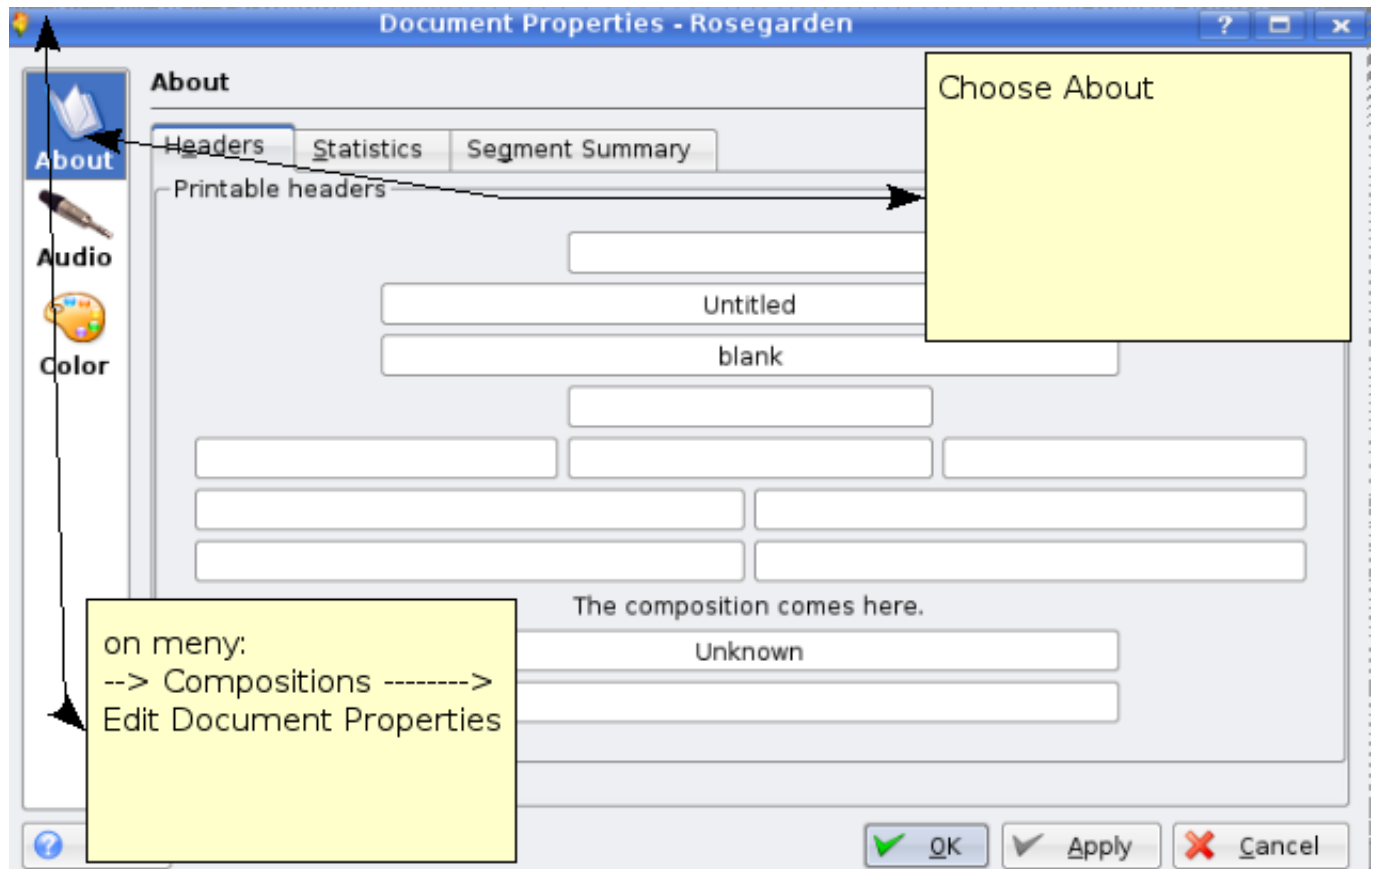 Document Properties - Rosegarden
About
Choose About
About
Headers Statistics Segment Summary
Printable headers
Audio
Untitled
blank
Color
The composition comes here.
on meny:
--> Compositions -------->
Edit Document Properties
Unknown
OK Apply Cancel